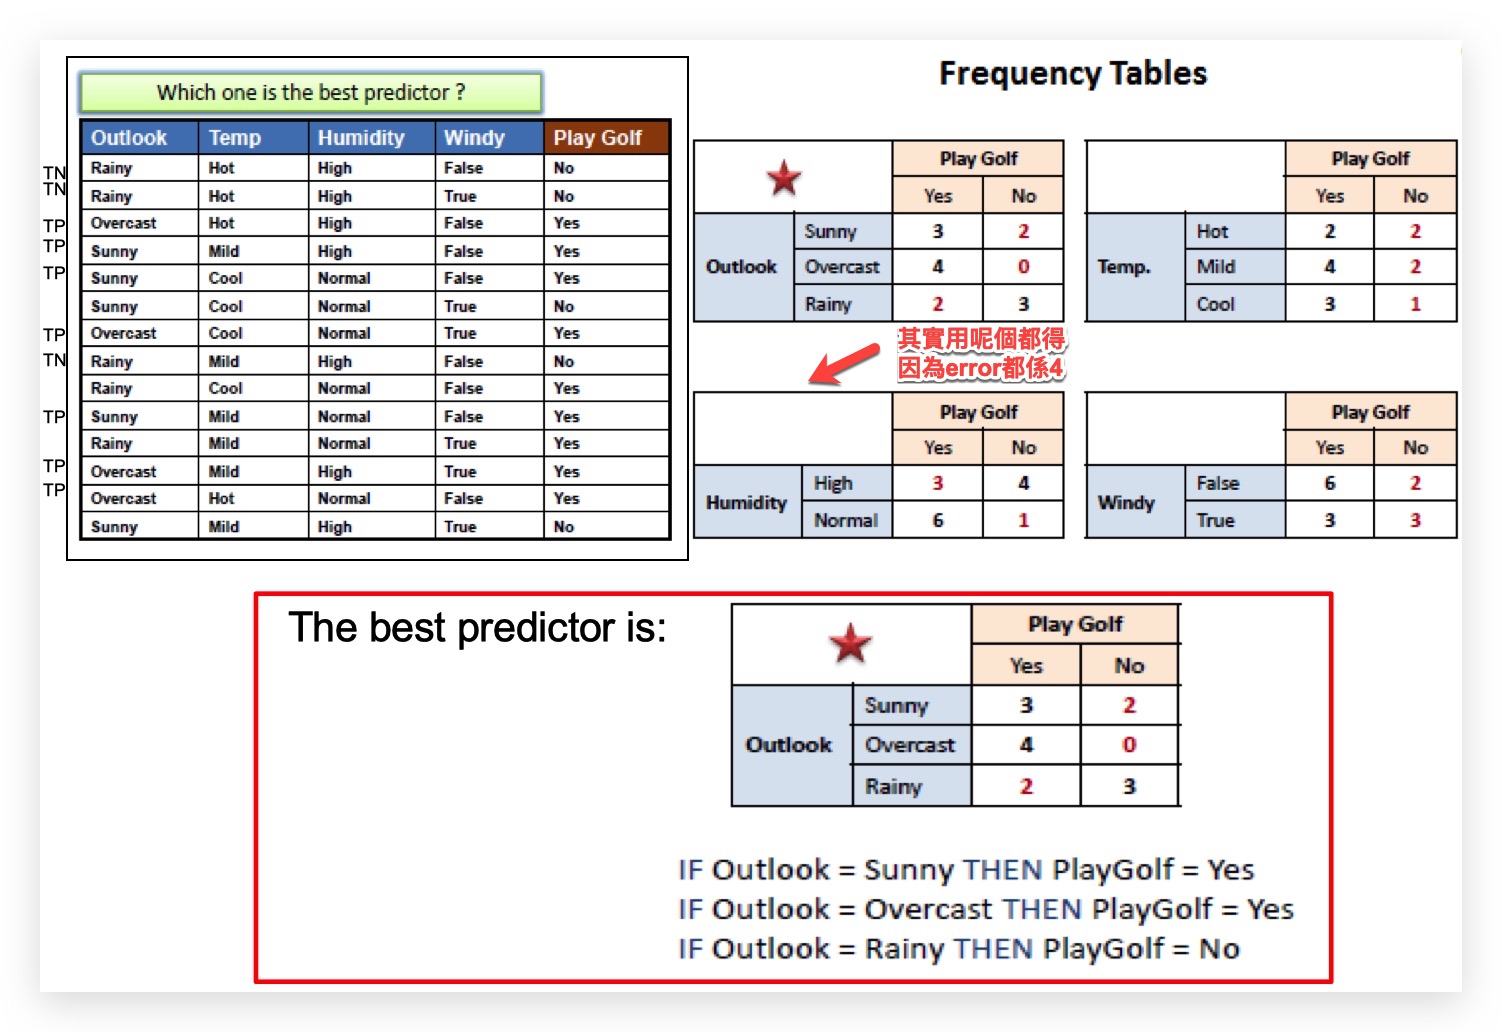 Which one is the best predictor ?
Outlook Temp Humidity Windy Play Golf
TN Rainy Hot High False No
TN Rainy Hot High True No
TP Overcast Hot High False Yes
TP Sunny Mild High False Yes
TP Sunny Cool Normal False Yes
Sunny Cool Normal True No
TP Overcast Cool Normal True Yes
TN Rainy Mild High False No
Rainy Cool Normal False Yes
TP Sunny Mild Normal False Yes
Rainy Mild Normal True Yes
TP Overcast Mild High True Yes
TP Overcast Hot Normal False Yes
Sunny Mild High True No
Frequency Tables
Play Golf
Yes No
Outlook
Sunny 3 2
Overcast 4 0
Rainy 2 3
Play Golf
Yes No
Temp.
Hot 2 2
Mild 4 2
Cool 3 1
其實用呢個都得
因為error都係4
Play Golf
Yes No
Humidity
High 3 4
Normal 6 1
Play Golf
Yes No
Windy
False 6 2
True 3 3
The best predictor is:
Play Golf
Yes No
Outlook
Sunny 3 2
Overcast 4 0
Rainy 2 3
IF Outlook = Sunny THEN PlayGolf = Yes
IF Outlook = Overcast THEN PlayGolf = Yes
IF Outlook = Rainy THEN PlayGolf = No